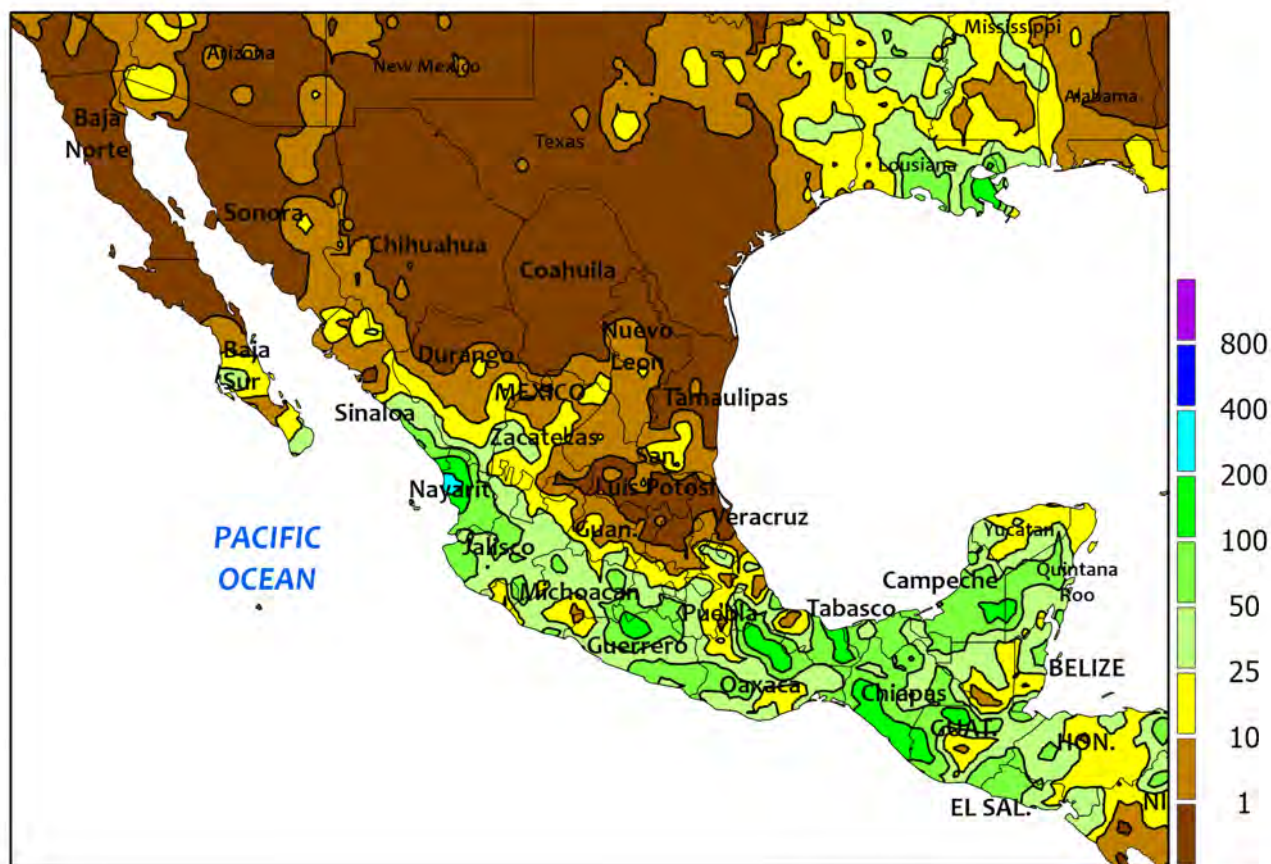 Mississippi
Arizona
New Mexico
Alabama
Baja
Norte
Texas
Lousiana
Sonora
Chihuahua
Coahuila
Nuevo
Leon
Baja
Sur
Durango
MEXICO
Tamaulipas
Sinaloa
Zacatecas
San.
Luis Potosi
Nayarit
Guan.
Veracruz
Yucatan
PACIFIC
OCEAN
Jalisco
Quintana
Roo
Campeche
Michoacan
Puebla
Tabasco
Guerrero
BELIZE
Oaxaca
Chiapas
GUAT.
HON.
EL SAL.
NI
800
400
200
100
50
25
10
1